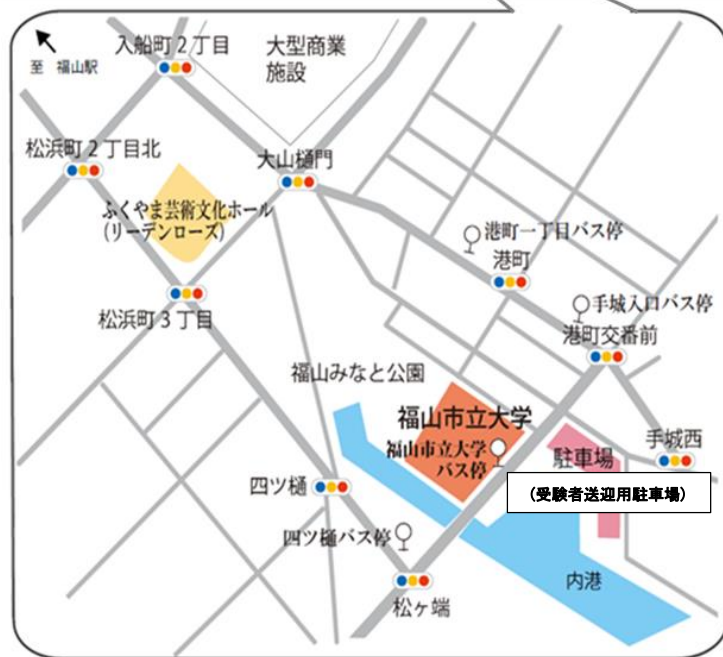 至 福山駅
入船町2丁目
大型商業
施設
松浜町2丁目北
大山樋門
ふくやま芸術文化ホール
(リーデンローズ)
港町一丁目バス停
港町
松浜町3丁目
手城入口バス停
港町交番前
福山みなと公園
福山市立大学
福山市立大学
バス停
駐車場
手城西
(受験者送迎用駐車場)
四ツ樋
四ツ樋バス停
松ヶ端
内港